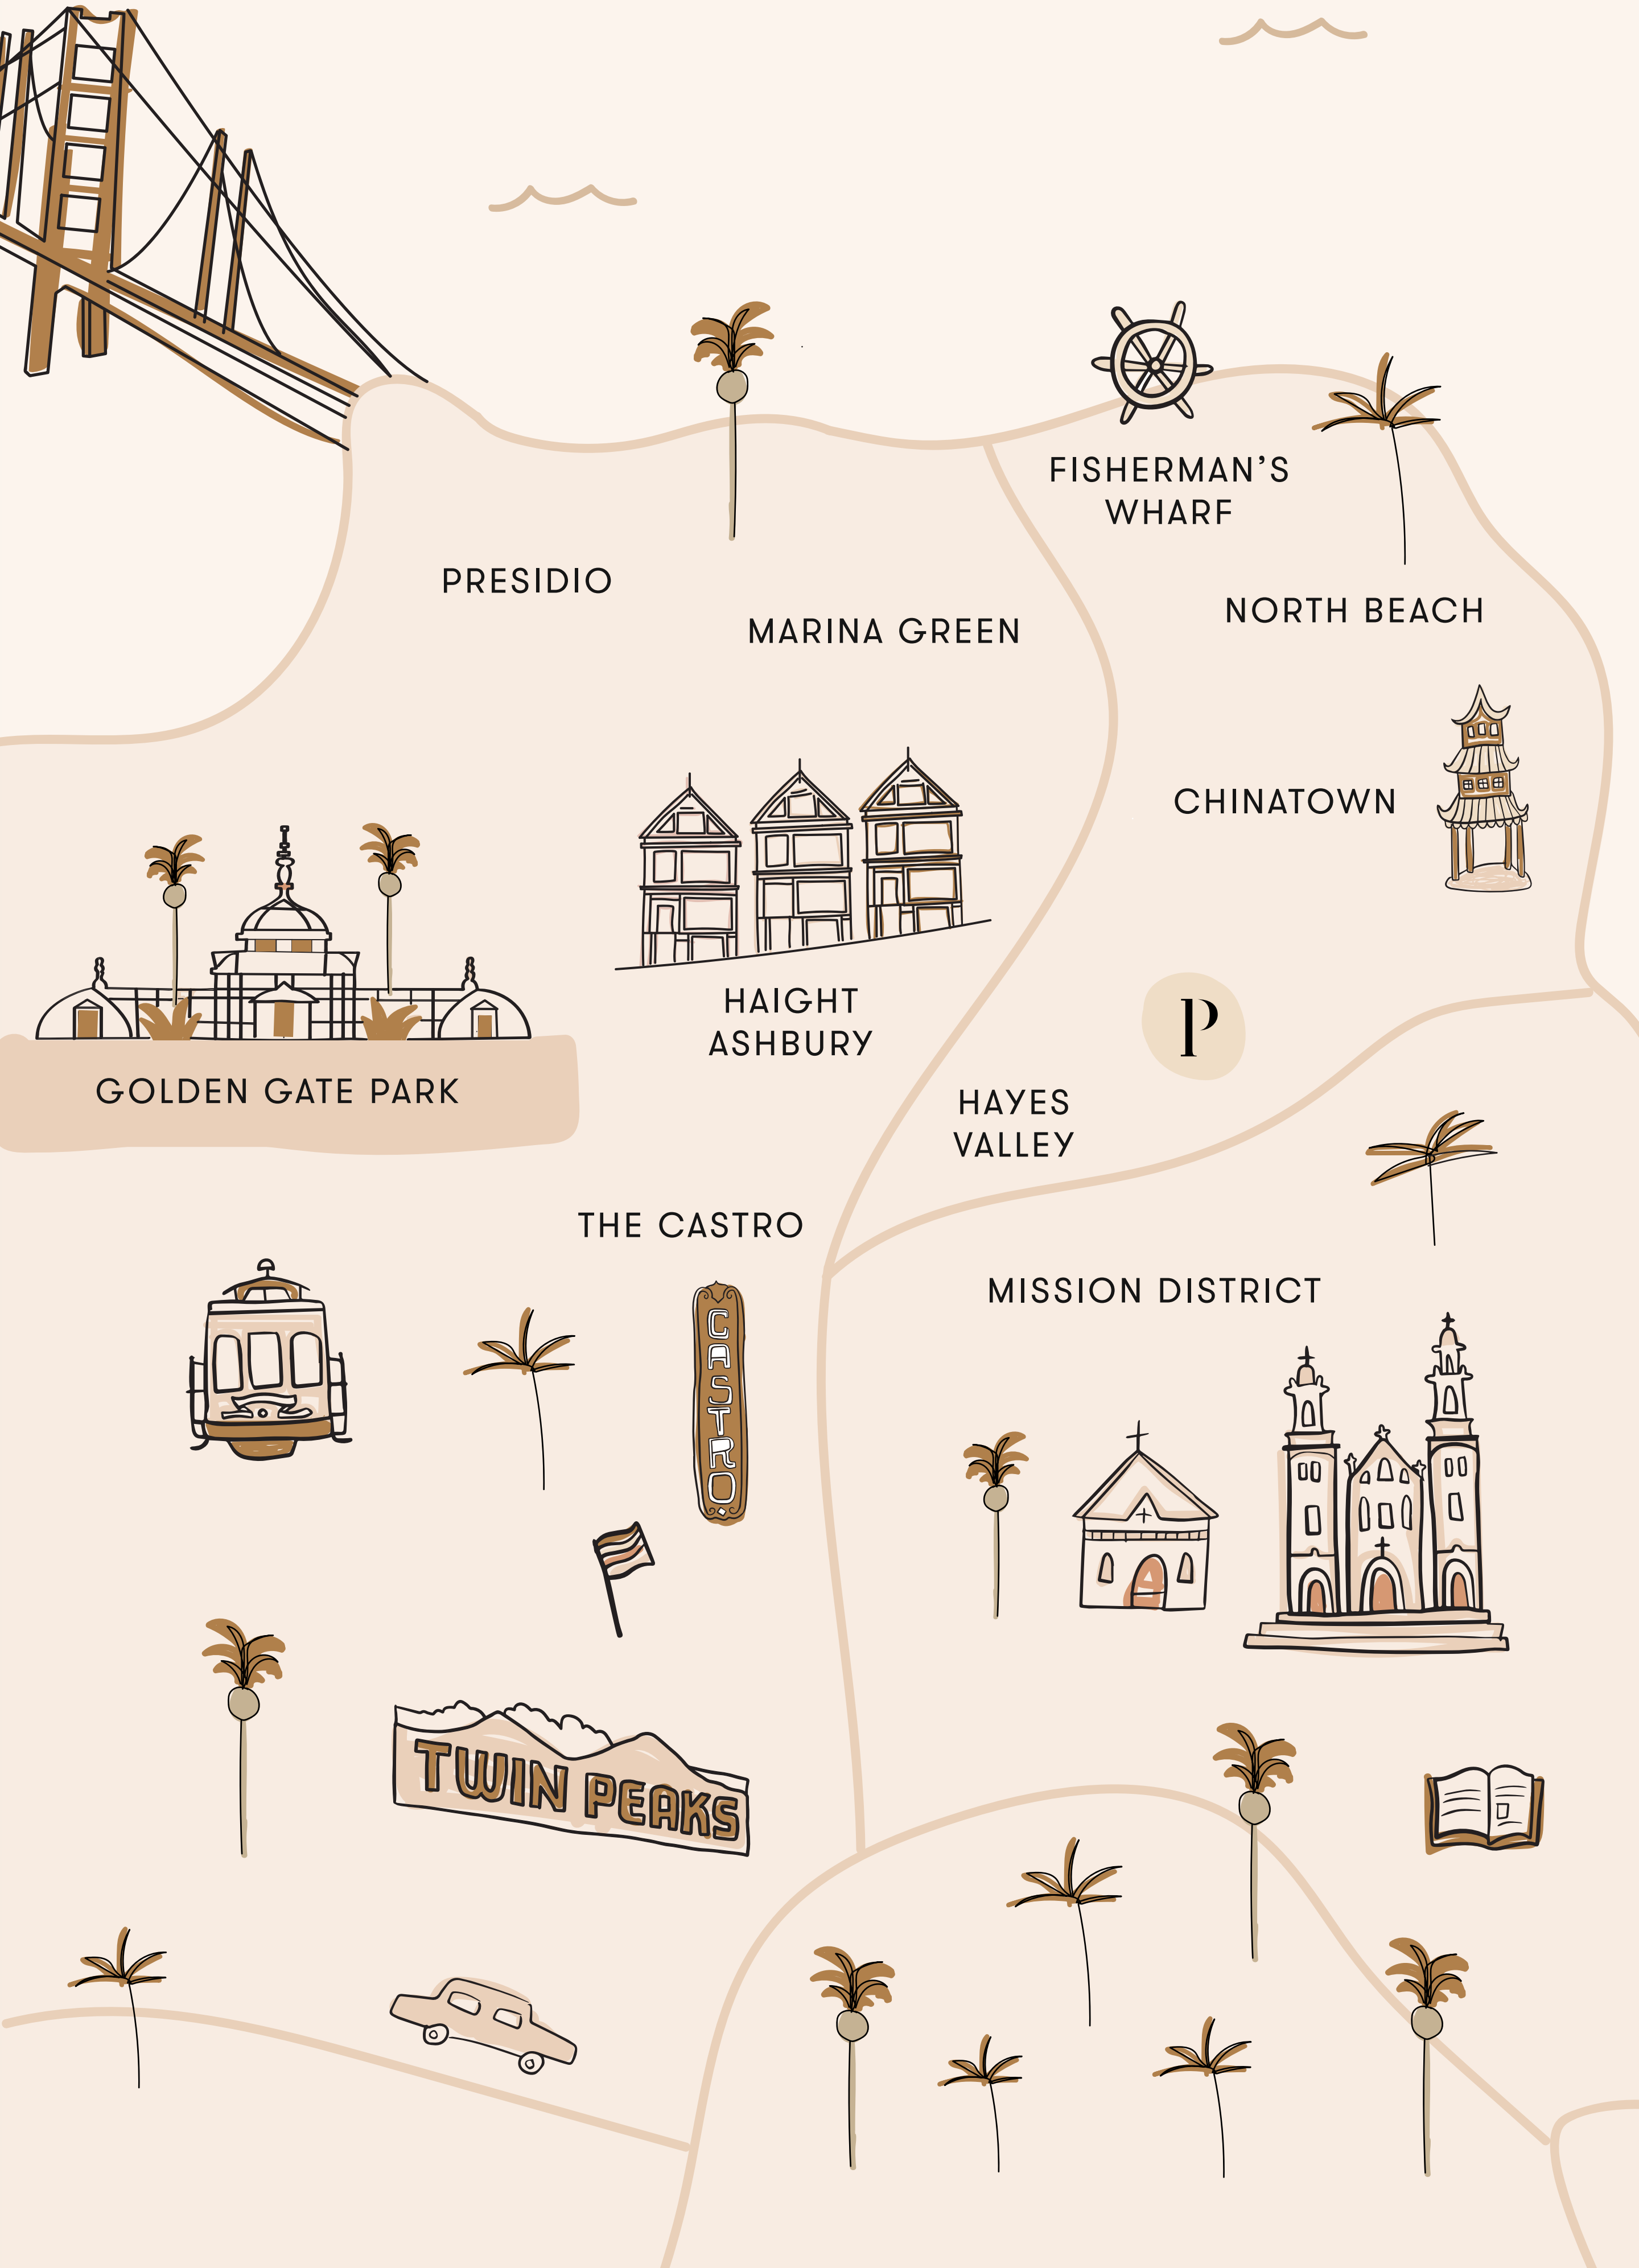 FISHERMAN’S
WHARF
PRESIDIO
NORTH BEACH
MARINA GREEN
CHINATOWN
HAIGHT
ASHBURY
P
GOLDEN GATE PARK
HAYES
VALLEY
THE CASTRO
MISSION DISTRICT
CASTRO
TWIN PEAKS